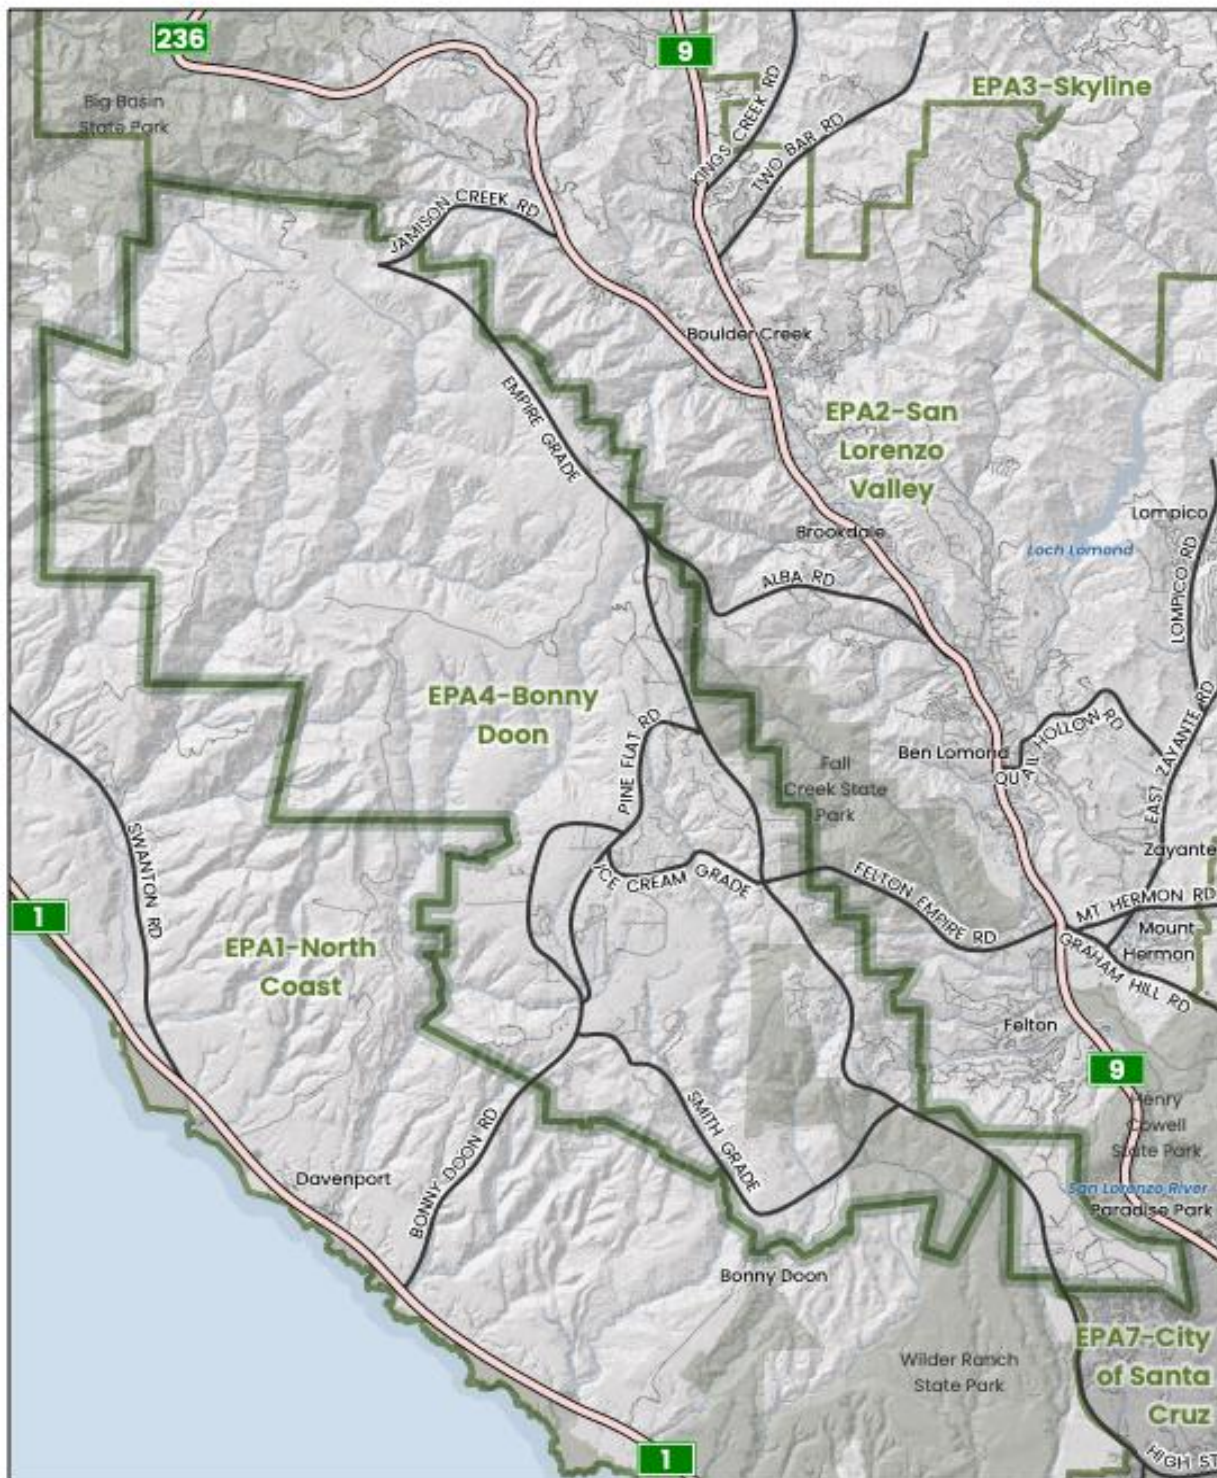 236
9
EPA3-Skyline
Big Basin
State Park
KINGS CREEK RD
TWO BAR RD
JAMISON CREEK RD
Boulder Creek
EMPIRE GRADE
EPA2-San
Lorenzo
Valley
Lompico
Brookdale
Loch Lomond
ALBA RD
LOMPICO RD
EPA4-Bonny
Doon
PINE FLAT RD
Ben Lomond
QUAIL HOLLOW RD
EAST ZAYANTE RD
Fall
Creek State
Park
SWANTON RD
Zayante
ICE CREAM GRADE
FELTON EMPIRE RD
MT HERMON RD
1
EPA1-North
Coast
Mount
Hermon
GRAHAM HILL RD
Felton
9
Henry
Cowell
State Park
SMITH GRADE
BONNY DOON RD
Davenport
San Lorenzo River
Paradise Park
Bonny Doon
EPA7-City
of Santa
Cruz
Wilder Ranch
State Park
1
HIGH ST